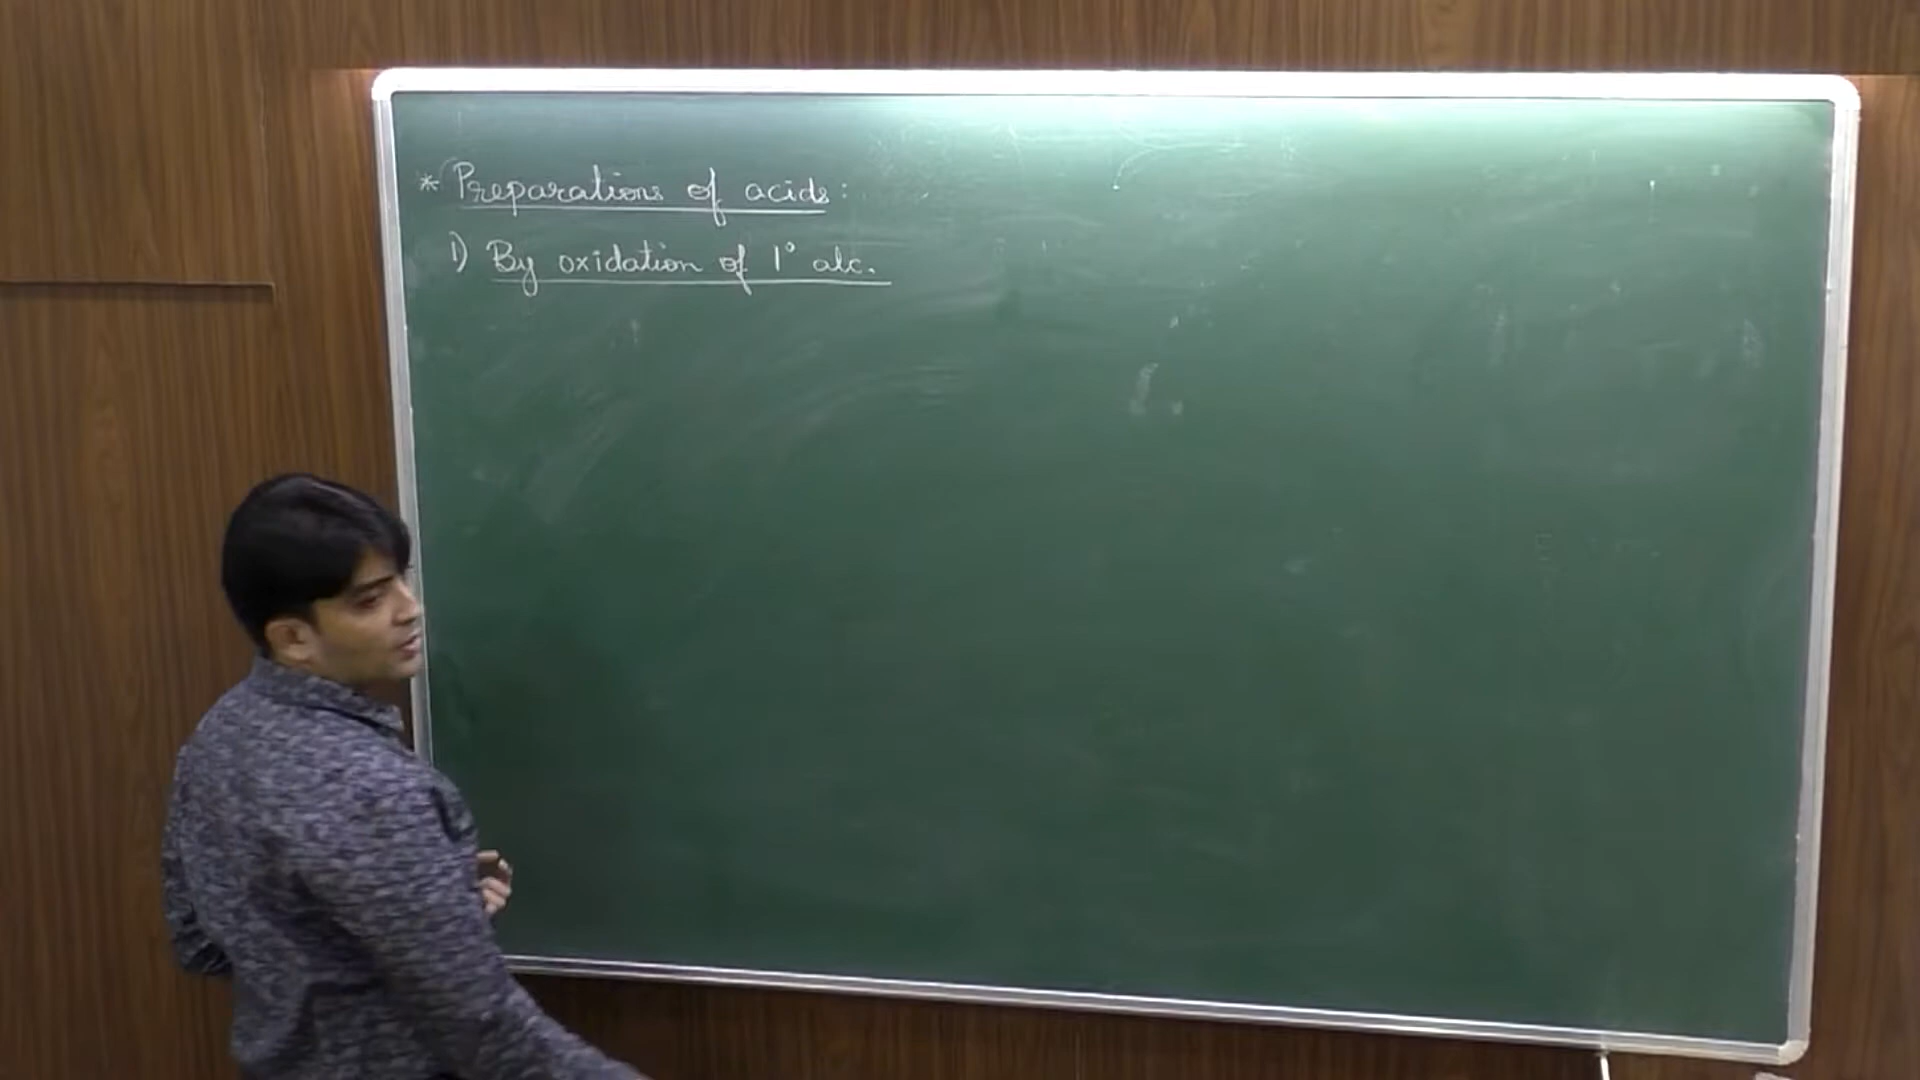 * Preparations of acids:
1) By oxidation of 1° alc.